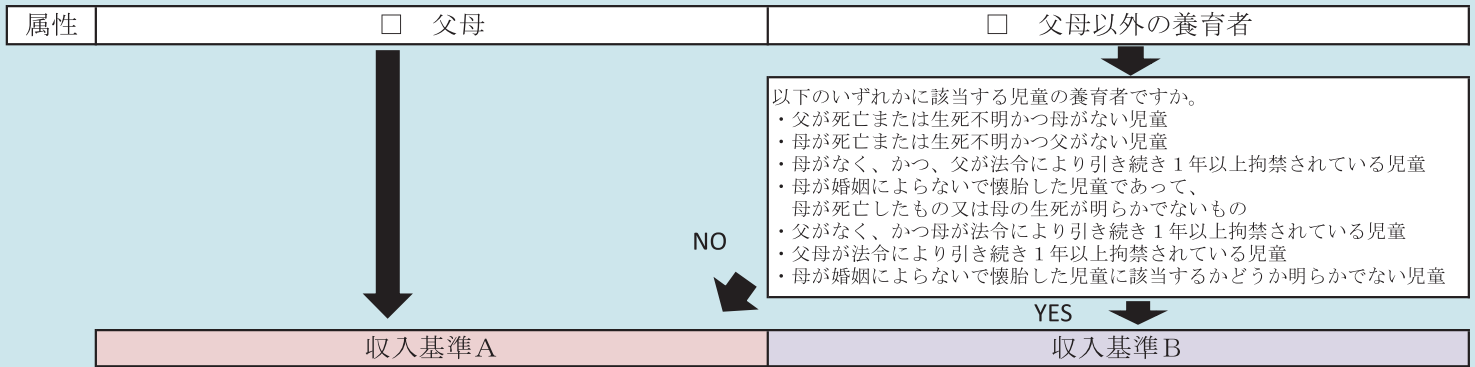 属性 □ 父母 □ 父母以外の養育者
以下のいずれかに該当する児童の養育者ですか。
・父が死亡または生死不明かつ母がない児童
・母が死亡または生死不明かつ父がない児童
・母がなく、かつ、父が法令により引き続き１年以上拘禁されている児童
・母が婚姻によらないで懐胎した児童であって、
母が死亡したもの又は母の生死が明らかでないもの
・父がなく、かつ母が法令により引き続き１年以上拘禁されている児童
・父母が法令により引き続き１年以上拘禁されている児童
・母が婚姻によらないで懐胎した児童に該当するかどうか明らかでない児童
NO
YES
収入基準Ａ 収入基準Ｂ